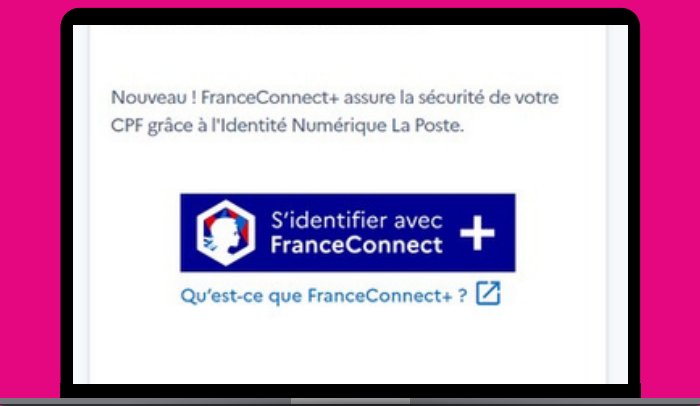 Nouveau ! FranceConnect+ assure la sécurité de votre
CPF grâce à l'Identité Numérique La Poste.
S'identifier avec
FranceConnect +
Qu'est-ce que FranceConnect+ ?